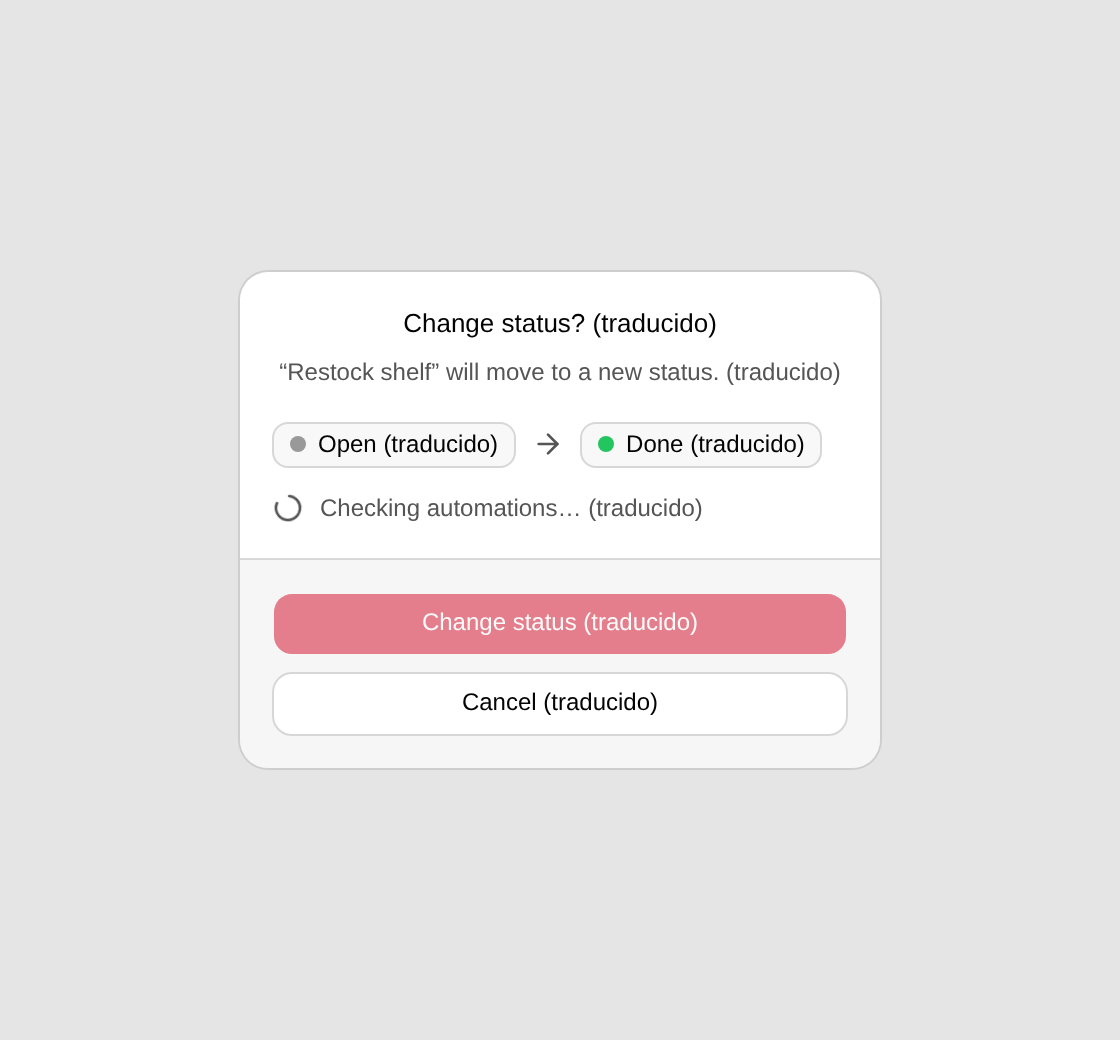 Change status? (traducido)
“Restock shelf” will move to a new status. (traducido)
Open (traducido) → Done (traducido)
Checking automations… (traducido)
Change status (traducido)
Cancel (traducido)